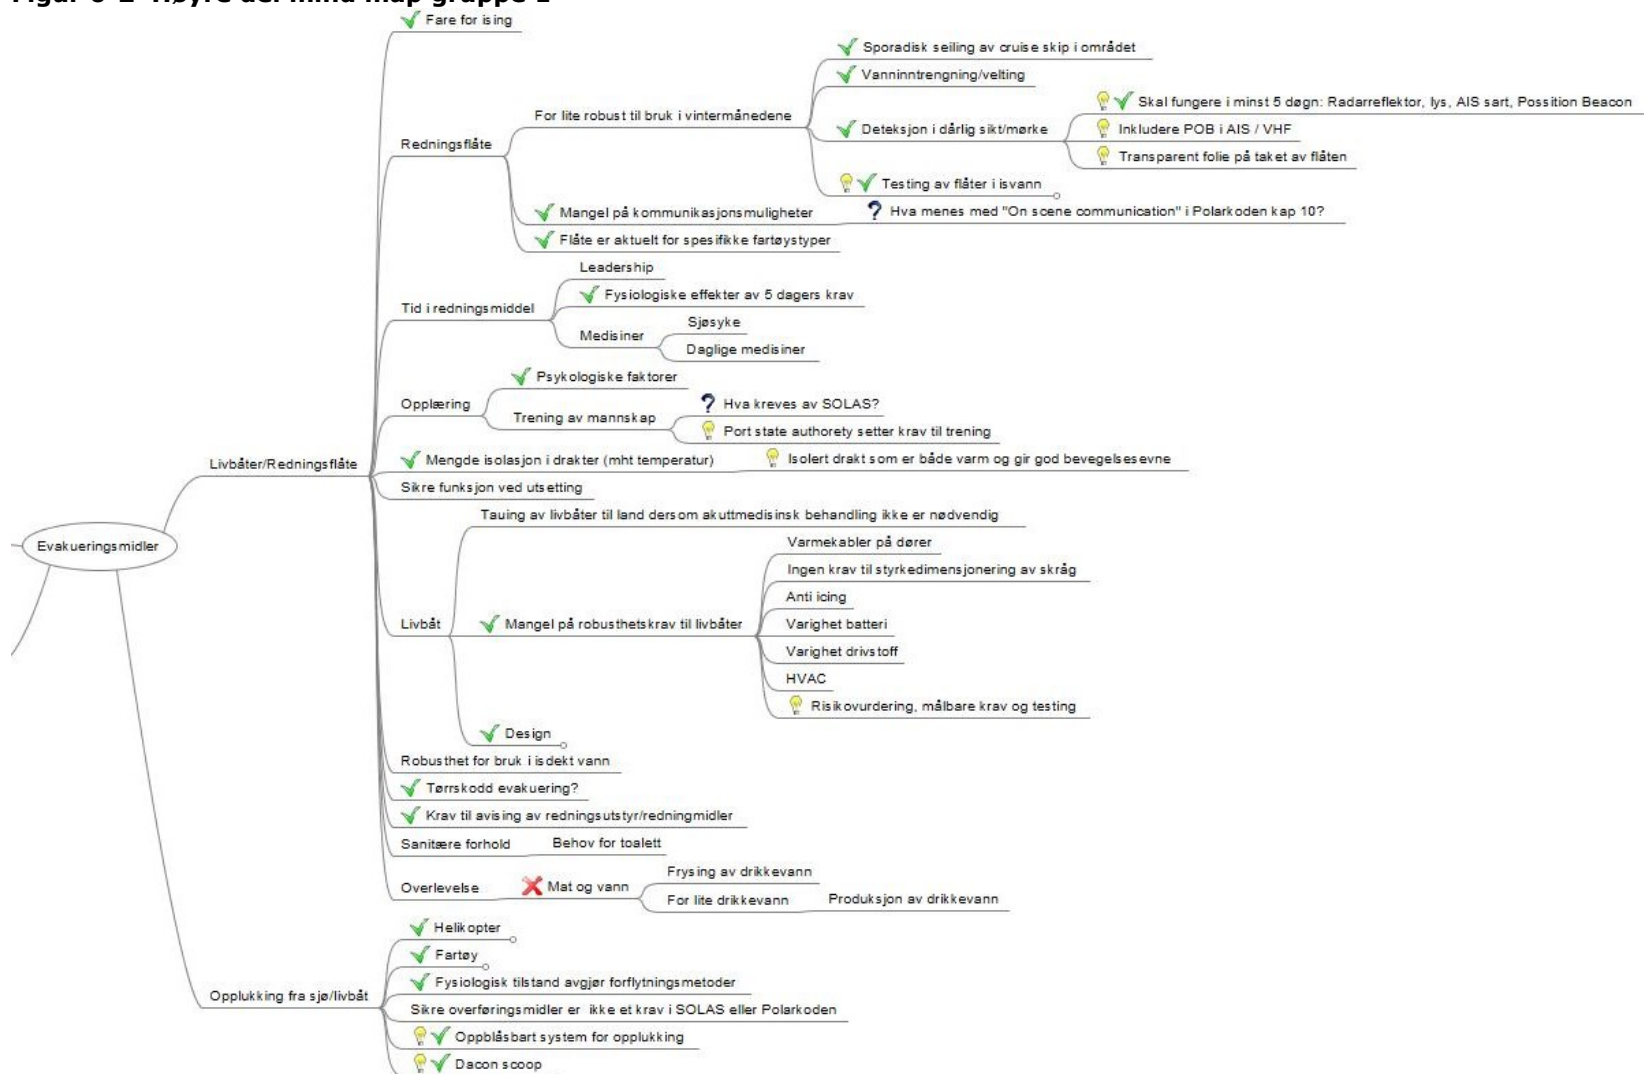 Figur 6-2 Høyre del mind map gruppe 1
Fare for ising
Sporadisk seiling av cruise skip i området
Vanninntrengning/velting
Skal fungere i minst 5 døgn: Radarreflektor, lys, AIS sart, Possition Beacon
For lite robust til bruk i vintermånedene
Deteksjon i dårlig sikt/mørke
Inkludere POB i AIS / VHF
Redningsflåte
Transparent folie på taket av flåten
Testing av flåter i isvann
Mangel på kommunikasjonsmuligheter
Hva menes med "On scene communication" i Polarkoden kap 10?
Flåte er aktuelt for spesifikke fartøystyper
Leadership
Fysiologiske effekter av 5 dagers krav
Tid i redningsmiddel
Sjøsyke
Medisiner
Daglige medisiner
Psykologiske faktorer
Opplæring
Hva kreves av SOLAS?
Trening av mannskap
Port state authorety setter krav til trening
Livbåter/Redningsflåte
Mengde isolasjon i drakter (mht temperatur)
Isolert drakt som er både varm og gir god bevegelsesevne
Sikre funksjon ved utsetting
Tauing av livbåter til land dersom akuttmedisinsk behandling ikke er nødvendig
Evakueringsmidler
Varmekabler på dører
Ingen krav til styrkedimensjonering av skråg
Anti icing
Livbåt
Mangel på robusthetskrav til livbåter
Varighet batteri
Varighet drivstoff
HVAC
Risikovurdering, målbare krav og testing
Design
Robusthet for bruk i isdekt vann
Tørrskodd evakuering?
Krav til avising av redningsutstyr/redningmidler
Sanitære forhold
Behov for toalett
Frysing av drikkevann
Overlevelse
Mat og vann
For lite drikkevann
Produksjon av drikkevann
Helikopter
Fartøy
Fysiologisk tilstand avgjør forflytningsmetoder
Opplukking fra sjø/livbåt
Sikre overføringsmidler er ikke et krav i SOLAS eller Polarkoden
Oppblåsbart system for opplukking
Dacon scoop